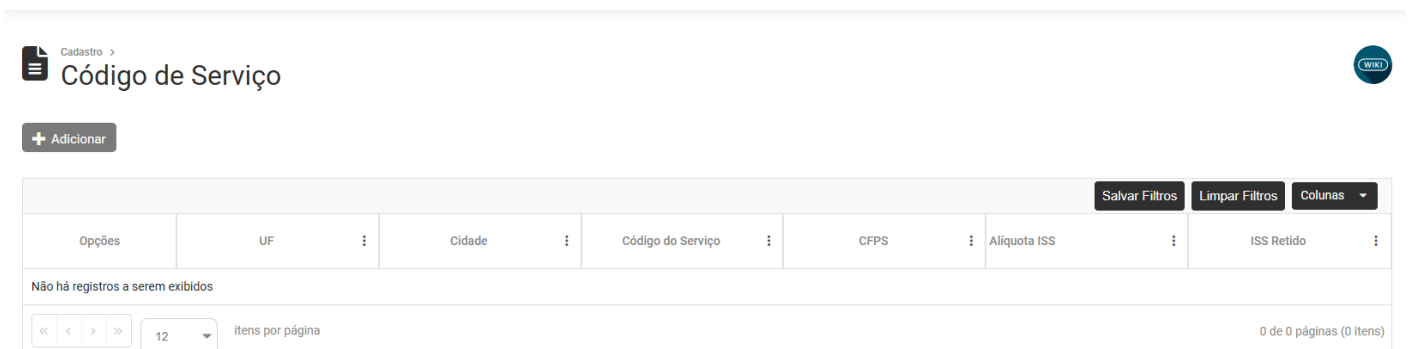 Cadastro >
Código de Serviço
WIKI
Adicionar
Salvar Filtros Limpar Filtros Colunas
Opções UF Cidade Código do Serviço CFPS Alíquota ISS ISS Retido
Não há registros a serem exibidos
« < > » 12 itens por página 0 de 0 páginas (0 itens)